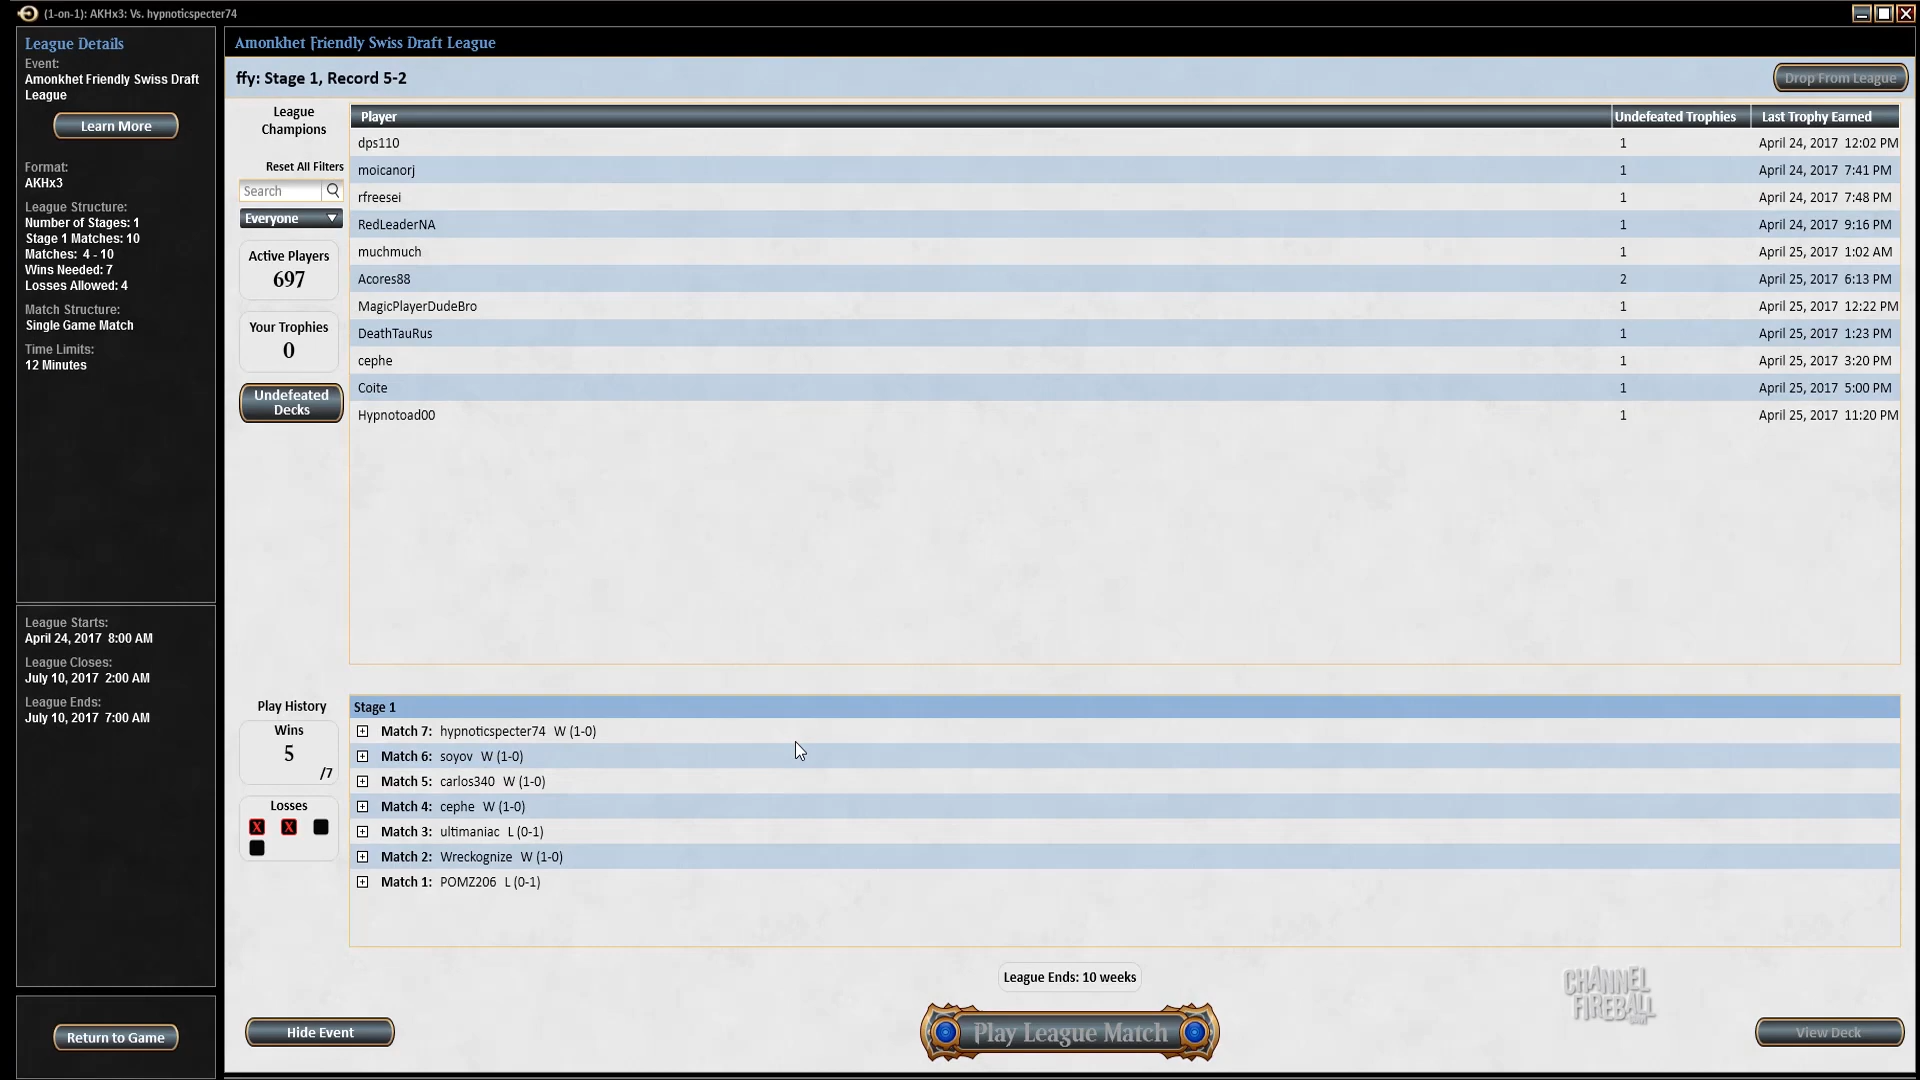 (1-on-1): AKHx3: Vs. hypnoticspecter74
League Details
Event:
Amonkhet Friendly Swiss Draft
League
Learn More
Format:
AKHx3
League Structure:
Number of Stages: 1
Stage 1 Matches: 10
Matches: 4 - 10
Wins Needed: 7
Losses Allowed: 4
Match Structure:
Single Game Match
Time Limits:
12 Minutes
League Starts:
April 24, 2017 8:00 AM
League Closes:
July 10, 2017 2:00 AM
League Ends:
July 10, 2017 7:00 AM
Return to Game
Amonkhet Friendly Swiss Draft League
ffy: Stage 1, Record 5-2
Drop From League
League
Champions
Reset All Filters
Search
Everyone
Active Players
697
Your Trophies
0
Undefeated
Decks
Player Undefeated Trophies Last Trophy Earned
dps110 1 April 24, 2017 12:02 PM
moicanorj 1 April 24, 2017 7:41 PM
rfreesei 1 April 24, 2017 7:48 PM
RedLeaderNA 1 April 24, 2017 9:16 PM
muchmuch 1 April 25, 2017 1:02 AM
Acores88 2 April 25, 2017 6:13 PM
MagicPlayerDudeBro 1 April 25, 2017 12:22 PM
DeathTauRus 1 April 25, 2017 1:23 PM
cephe 1 April 25, 2017 3:20 PM
Coite 1 April 25, 2017 5:00 PM
Hypnotoad00 1 April 25, 2017 11:20 PM
Play History
Wins
5
/7
Losses
X X
Stage 1
Match 7: hypnoticspecter74 W (1-0)
Match 6: soyov W (1-0)
Match 5: carlos340 W (1-0)
Match 4: cephe W (1-0)
Match 3: ultimaniac L (0-1)
Match 2: Wreckognize W (1-0)
Match 1: POMZ206 L (0-1)
League Ends: 10 weeks
CHANNEL
FIREBALL
Hide Event
Play League Match
View Deck